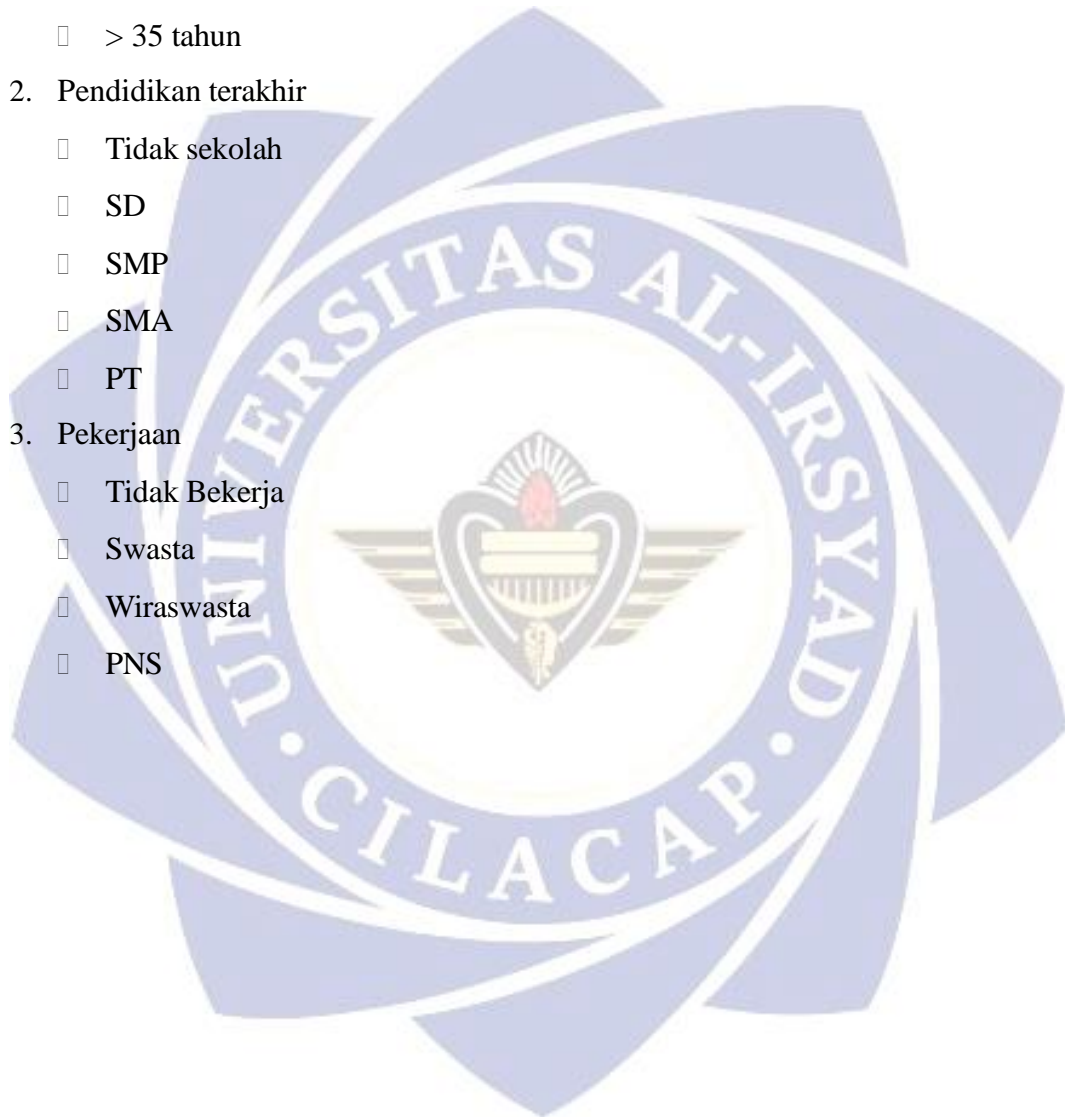 > 35 tahun
2. Pendidikan terakhir
Tidak sekolah
SD
SMP
SMA
PT
3. Pekerjaan
Tidak Bekerja
Swasta
Wiraswasta
PNS
UNIVERSITAS AL-IRSYAD
• CILACAP •